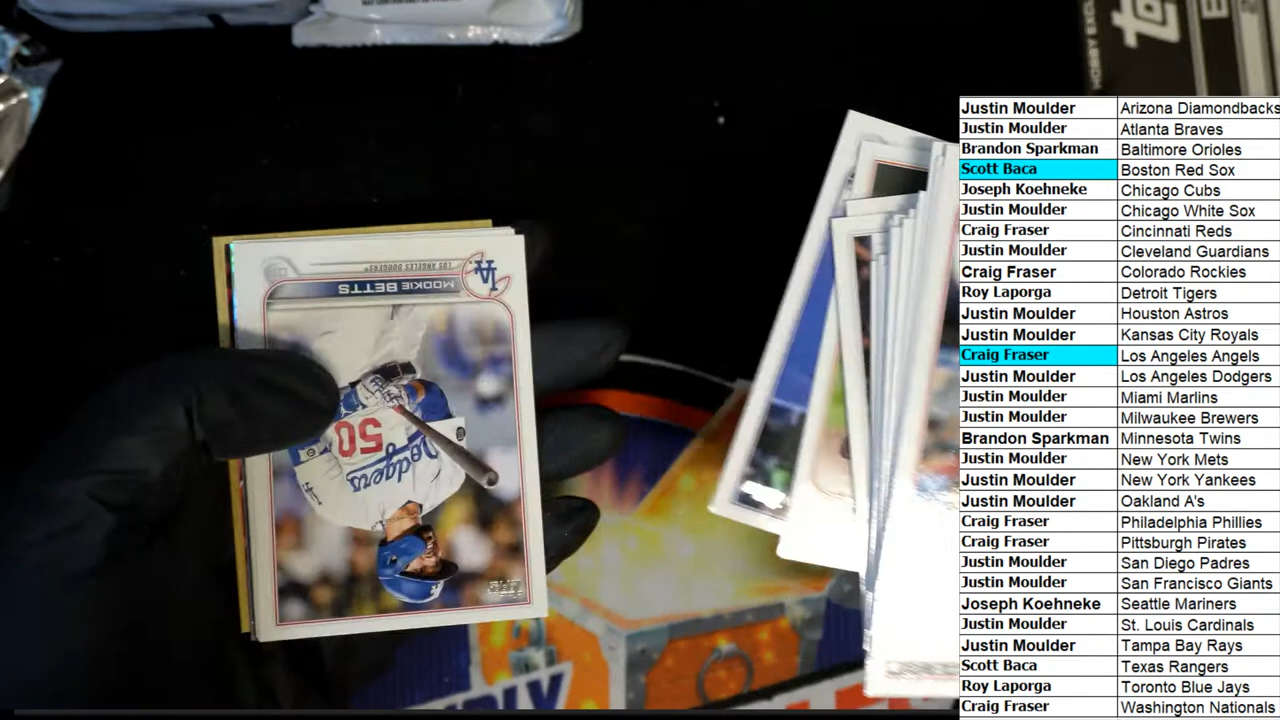 HOBBY EXCL
to
B
LOS ANGELES DODGERS
LA
MOOKIE BETTS
50
Dodgers
Justin Moulder Arizona Diamondbacks
Justin Moulder Atlanta Braves
Brandon Sparkman Baltimore Orioles
Scott Baca Boston Red Sox
Joseph Koehneke Chicago Cubs
Justin Moulder Chicago White Sox
Craig Fraser Cincinnati Reds
Justin Moulder Cleveland Guardians
Craig Fraser Colorado Rockies
Roy Laporga Detroit Tigers
Justin Moulder Houston Astros
Justin Moulder Kansas City Royals
Craig Fraser Los Angeles Angels
Justin Moulder Los Angeles Dodgers
Justin Moulder Miami Marlins
Justin Moulder Milwaukee Brewers
Brandon Sparkman Minnesota Twins
Justin Moulder New York Mets
Justin Moulder New York Yankees
Justin Moulder Oakland A's
Craig Fraser Philadelphia Phillies
Craig Fraser Pittsburgh Pirates
Justin Moulder San Diego Padres
Justin Moulder San Francisco Giants
Joseph Koehneke Seattle Mariners
Justin Moulder St. Louis Cardinals
Justin Moulder Tampa Bay Rays
Scott Baca Texas Rangers
Roy Laporga Toronto Blue Jays
Craig Fraser Washington Nationals